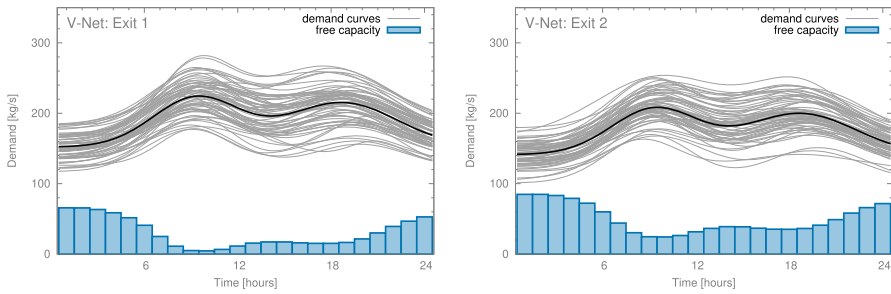 V-Net: Exit 1
demand curves
free capacity
300
200
100
0
Demand [kg/s]
6
12
18
24
Time [hours]
V-Net: Exit 2
demand curves
free capacity
300
200
100
0
Demand [kg/s]
6
12
18
24
Time [hours]